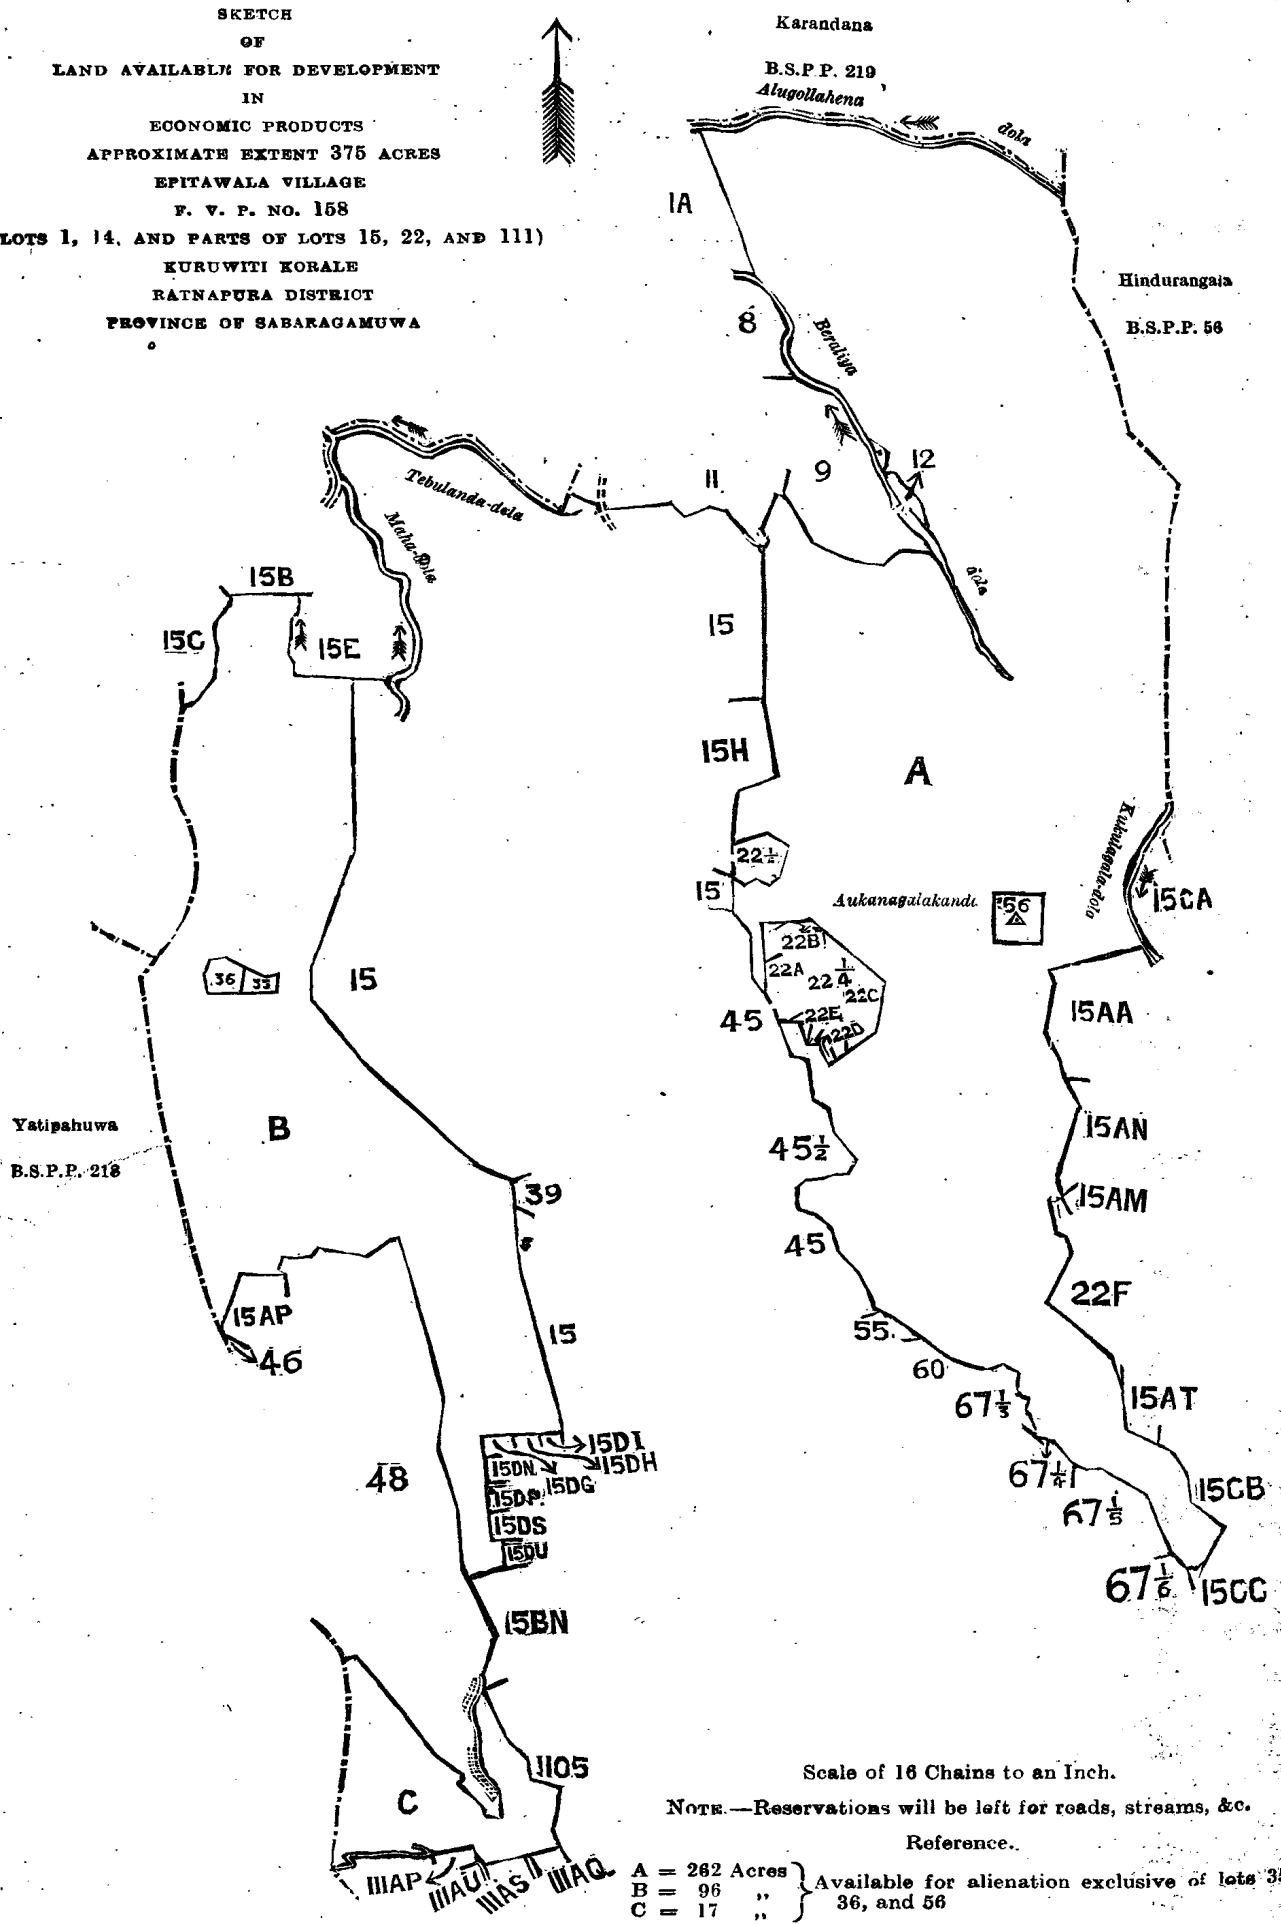 SKETCH
OF
LAND AVAILABLE FOR DEVELOPMENT
IN
ECONOMIC PRODUCTS
APPROXIMATE EXTENT 375 ACRES
EPITAWALA VILLAGE
F. V. P. NO. 158
LOTS 1, 14, AND PARTS OF LOTS 15, 22, AND 111)
KURUWITI KORALE
RATNAPURA DISTRICT
PROVINCE OF SABARAGAMUWA
Karandana
B.S.P.P. 219
Alugollahena
dola
1A
Hindurangala
B.S.P.P. 56
8
Beraliya
9
12
11
Tebulanda-dola
Maha-dola
dola
15B
15C
15E
15
15H
A
22½
15
Kukulagala-dola
15CA
Aukanagalakanda
56
22B
22A
22¼
22C
22E
22D
36
35
15
45
15AA
Yatipahuwa
B.S.P.P. 218
B
45½
15AN
39
15AM
45
22F
15AP
46
15
55
60
67⅓
15AT
15DI
15DH
15DN
15DG
15DP
15DS
15DU
48
67¼
67⅕
15CB
67⅙
15CC
15BN
1105
C
111AP
111AU
111AS
111AQ
Scale of 16 Chains to an Inch.
NOTE.—Reservations will be left for roads, streams, &c.
Reference.
A = 262 Acres
B = 96 ,,
C = 17 ,,
Available for alienation exclusive of lots 35
36, and 56